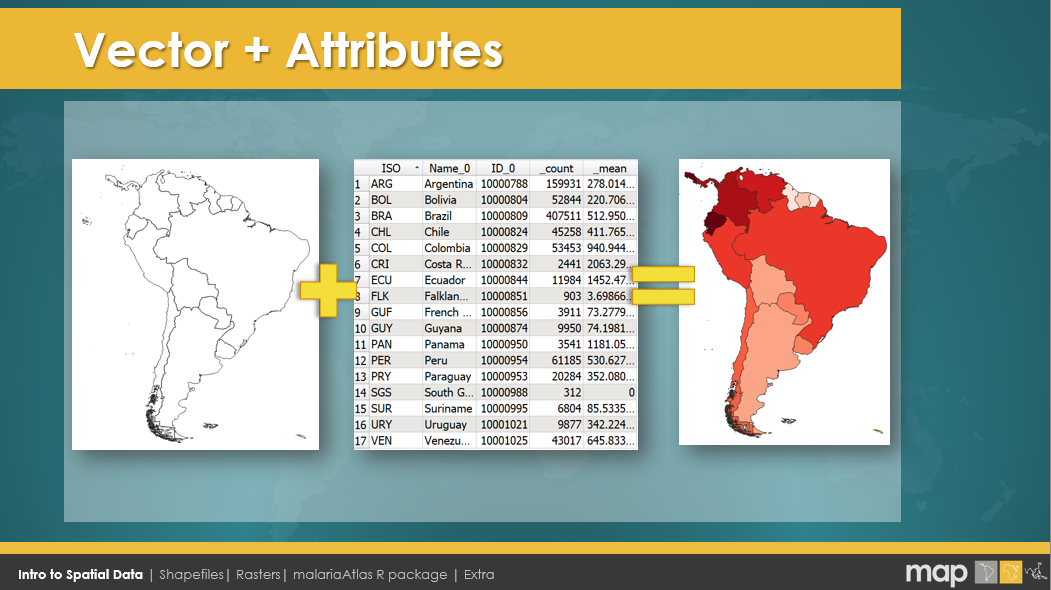 Vector + Attributes
ISO Name_0 ID_0 _count _mean
1 ARG Argentina 10000788 159931 278.014...
2 BOL Bolivia 10000804 52844 220.706...
3 BRA Brazil 10000809 407511 512.950...
4 CHL Chile 10000824 45258 411.765...
5 COL Colombia 10000829 53453 940.944...
6 CRI Costa R... 10000832 2441 2063.29...
7 ECU Ecuador 10000844 11984 1452.47...
8 FLK Falklan... 10000851 903 3.69866...
9 GUF French ... 10000856 3911 73.2779...
10 GUY Guyana 10000874 9950 74.1981...
11 PAN Panama 10000950 3541 1181.05...
12 PER Peru 10000954 61185 530.627...
13 PRY Paraguay 10000953 20284 352.080...
14 SGS South G... 10000988 312 0
15 SUR Suriname 10000995 6804 85.5335...
16 URY Uruguay 10001021 9877 342.224...
17 VEN Venezu... 10001025 43017 645.833...
Intro to Spatial Data | Shapefiles| Rasters| malariaAtlas R package | Extra
map